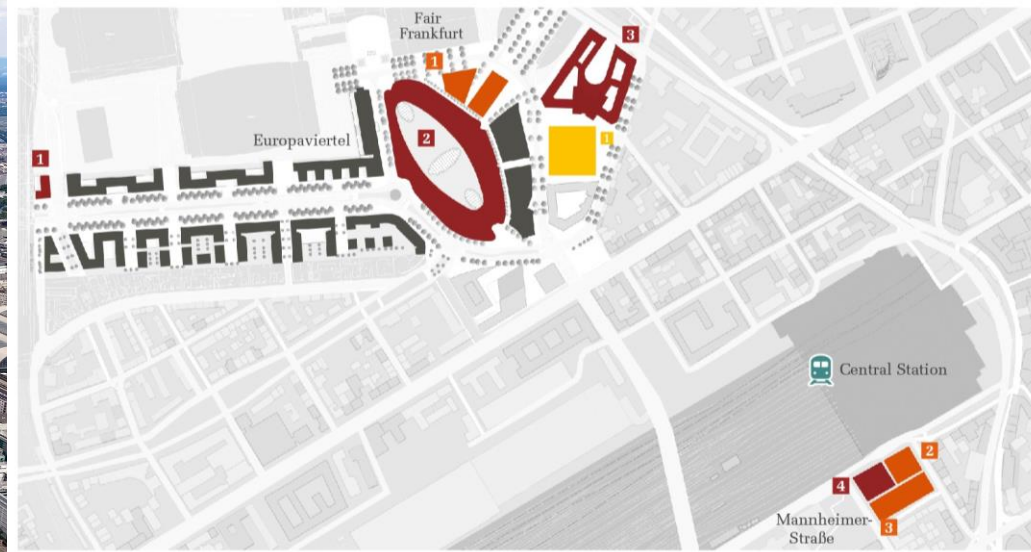 Fair
Frankfurt
3
1
Europaviertel
2
1
1
Central Station
2
4
Mannheimer-
Straße
3